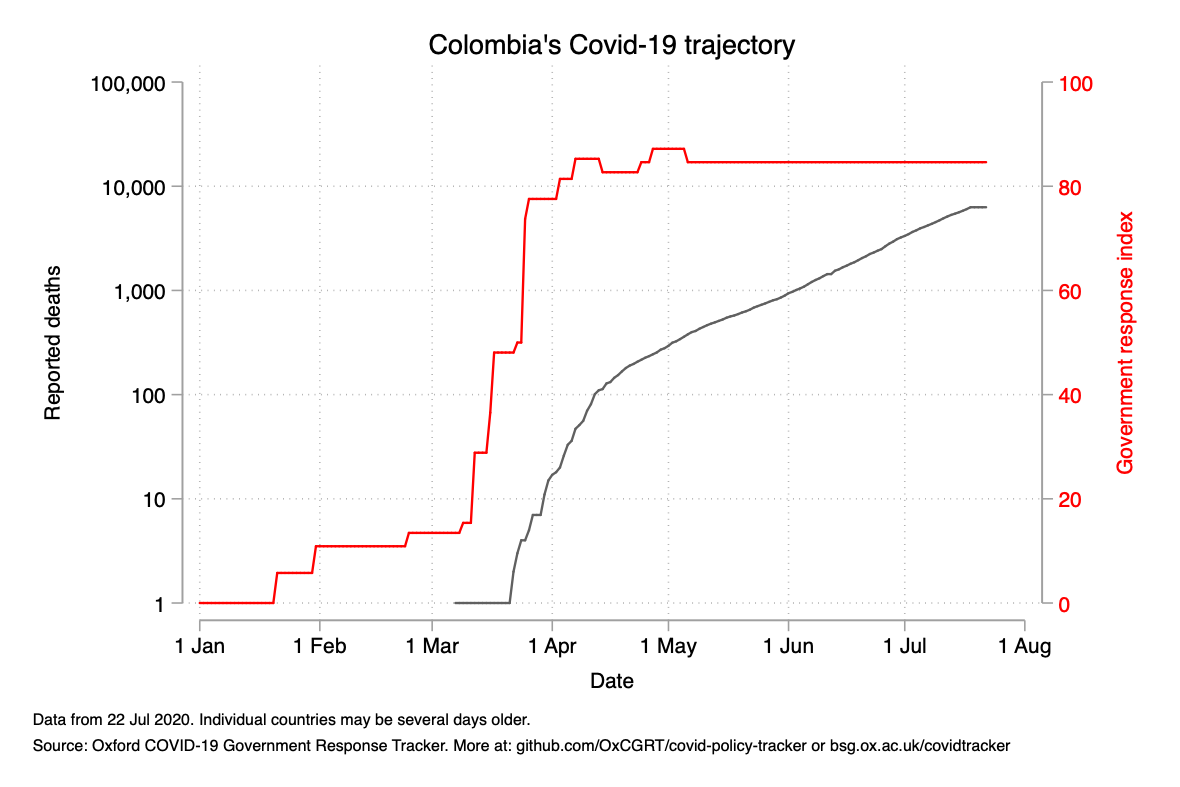 Colombia's Covid-19 trajectory
100,000
10,000
1,000
100
10
1
Reported deaths
100
80
60
40
20
0
Government response index
1 Jan 1 Feb 1 Mar 1 Apr 1 May 1 Jun 1 Jul 1 Aug
Date
Data from 22 Jul 2020. Individual countries may be several days older.
Source: Oxford COVID-19 Government Response Tracker. More at: github.com/OxCGRT/covid-policy-tracker or bsg.ox.ac.uk/covidtracker